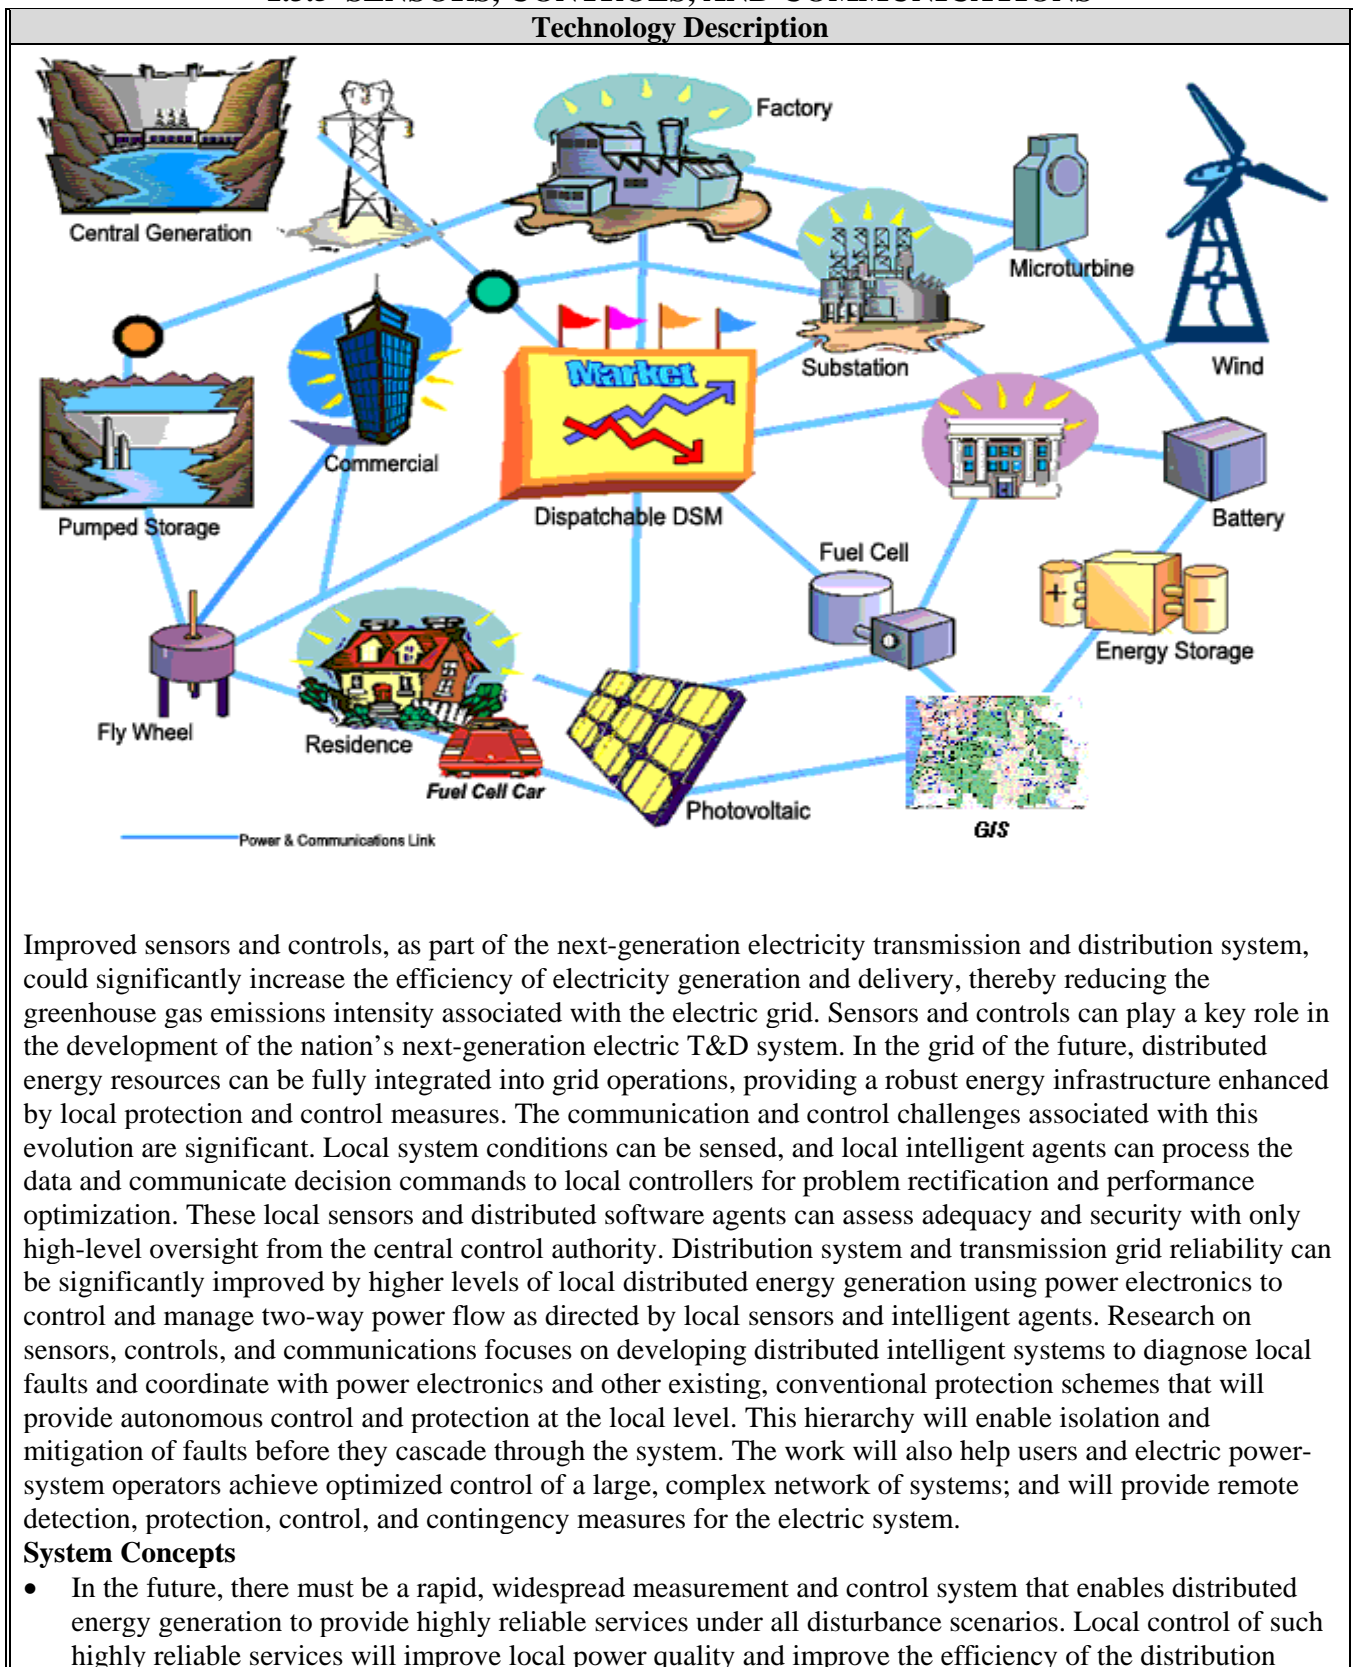 Technology Description
Factory
Central Generation
Microturbine
Substation
Wind
Market
Commercial
Pumped Storage
Dispatchable DSM
Battery
Fuel Cell
Energy Storage
Fly Wheel
Residence
Fuel Cell Car
Photovoltaic
GIS
Power & Communications Link
Improved sensors and controls, as part of the next-generation electricity transmission and distribution system,
could significantly increase the efficiency of electricity generation and delivery, thereby reducing the
greenhouse gas emissions intensity associated with the electric grid. Sensors and controls can play a key role in
the development of the nation’s next-generation electric T&D system. In the grid of the future, distributed
energy resources can be fully integrated into grid operations, providing a robust energy infrastructure enhanced
by local protection and control measures. The communication and control challenges associated with this
evolution are significant. Local system conditions can be sensed, and local intelligent agents can process the
data and communicate decision commands to local controllers for problem rectification and performance
optimization. These local sensors and distributed software agents can assess adequacy and security with only
high-level oversight from the central control authority. Distribution system and transmission grid reliability can
be significantly improved by higher levels of local distributed energy generation using power electronics to
control and manage two-way power flow as directed by local sensors and intelligent agents. Research on
sensors, controls, and communications focuses on developing distributed intelligent systems to diagnose local
faults and coordinate with power electronics and other existing, conventional protection schemes that will
provide autonomous control and protection at the local level. This hierarchy will enable isolation and
mitigation of faults before they cascade through the system. The work will also help users and electric power-
system operators achieve optimized control of a large, complex network of systems; and will provide remote
detection, protection, control, and contingency measures for the electric system.
System Concepts
• In the future, there must be a rapid, widespread measurement and control system that enables distributed
energy generation to provide highly reliable services under all disturbance scenarios. Local control of such
highly reliable services will improve local power quality and improve the efficiency of the distribution